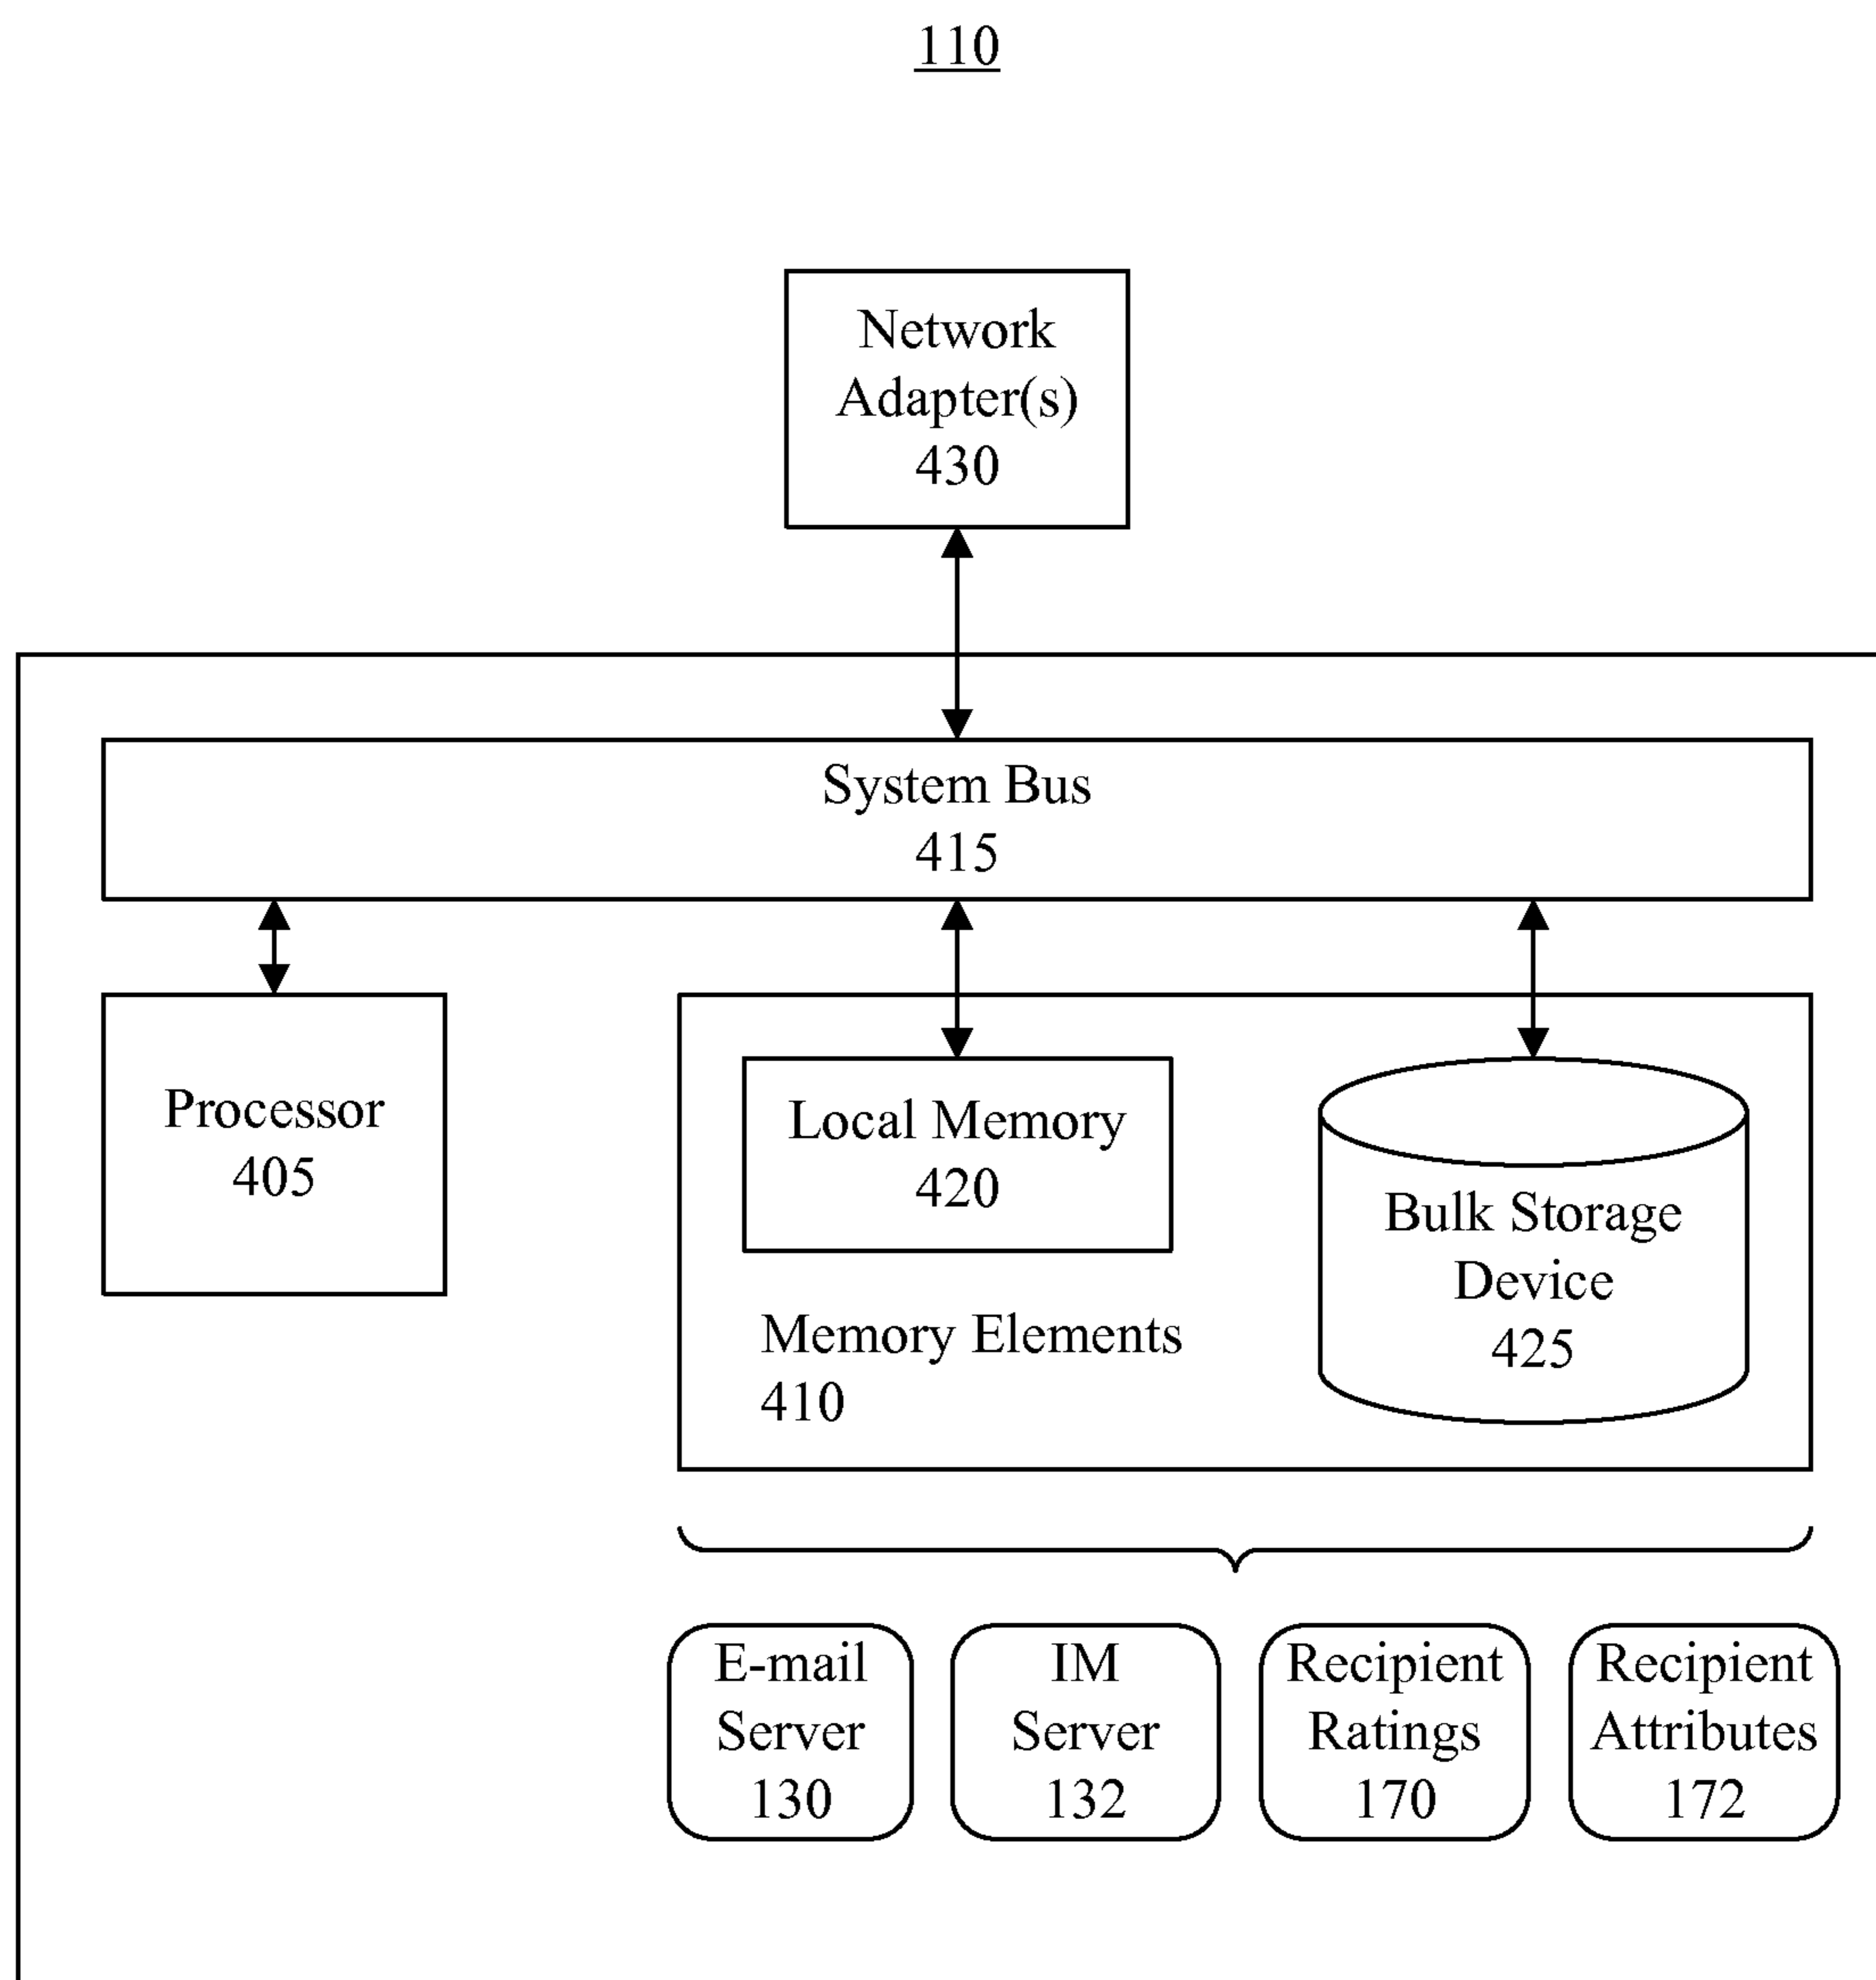 110
Network
Adapter(s)
430
System Bus
415
Processor
405
Local Memory
420
Memory Elements
410
Bulk Storage
Device
425
E-mail
Server
130
IM
Server
132
Recipient
Ratings
170
Recipient
Attributes
172